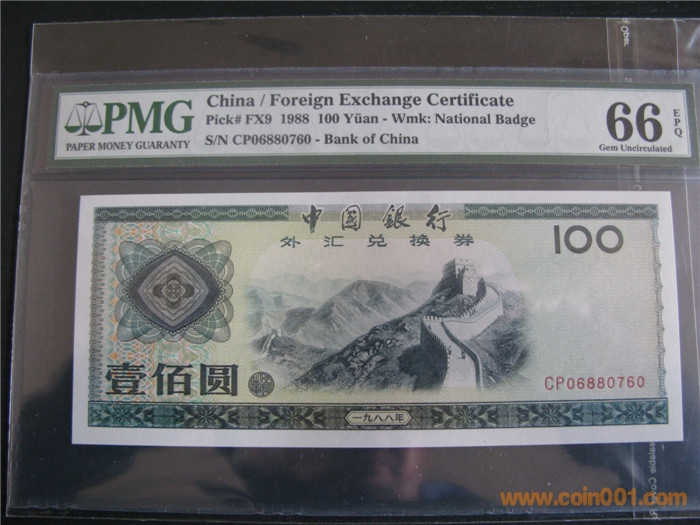 PMG
PAPER MONEY GUARANTY
China / Foreign Exchange Certificate
Pick# FX9 1988 100 Yüan - Wmk: National Badge
S/N CP06880760 - Bank of China
66
EPQ
Gem Uncirculated
中國銀行
外汇兑换券
100
壹佰圆
CP06880760
一九八八年
www.coin001.com